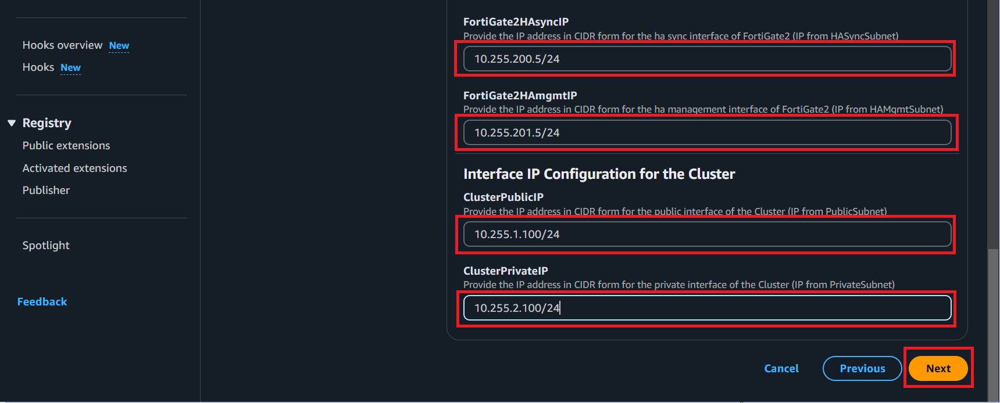 Hooks overview New
Hooks New
Registry
Public extensions
Activated extensions
Publisher
Spotlight
Feedback
FortiGate2HAsyncIP
Provide the IP address in CIDR form for the ha sync interface of FortiGate2 (IP from HASyncSubnet)
10.255.200.5/24
FortiGate2HAmgmtIP
Provide the IP address in CIDR form for the ha management interface of FortiGate2 (IP from HAMgmtSubnet)
10.255.201.5/24
Interface IP Configuration for the Cluster
ClusterPublicIP
Provide the IP address in CIDR form for the public interface of the Cluster (IP from PublicSubnet)
10.255.1.100/24
ClusterPrivateIP
Provide the IP address in CIDR form for the private interface of the Cluster (IP from PrivateSubnet)
10.255.2.100/24
Cancel Previous Next